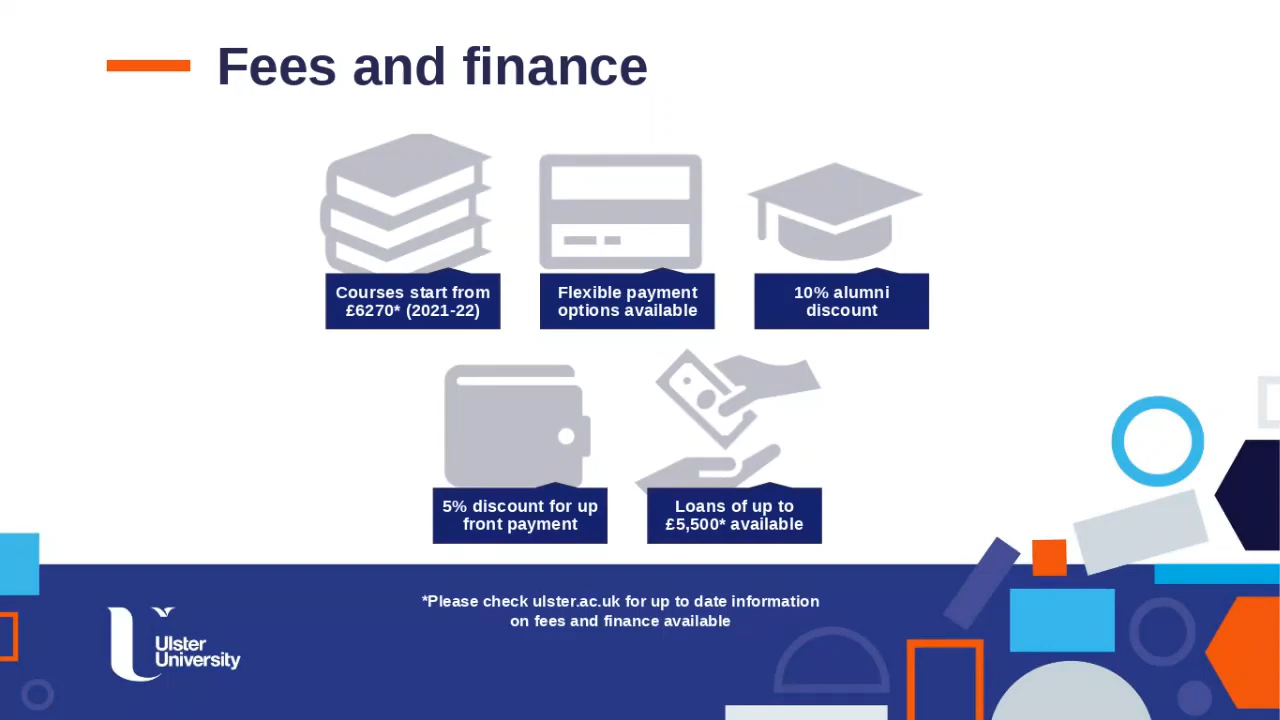 Fees and finance
Courses start from
£6270* (2021-22)
Flexible payment
options available
10% alumni
discount
5% discount for up
front payment
Loans of up to
£5,500* available
*Please check ulster.ac.uk for up to date information
on fees and finance available
Ulster
University